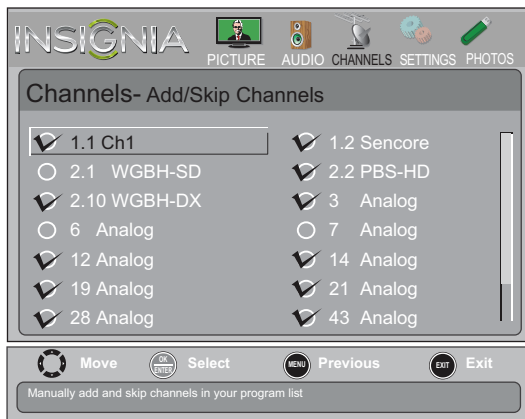 INSIGNIA
PICTURE AUDIO CHANNELS SETTINGS PHOTOS
Channels- Add/Skip Channels
1.1 Ch1 1.2 Sencore
2.1 WGBH-SD 2.2 PBS-HD
2.10 WGBH-DX 3 Analog
6 Analog 7 Analog
12 Analog 14 Analog
19 Analog 21 Analog
28 Analog 43 Analog
Move OK ENTER Select MENU Previous EXIT Exit
Manually add and skip channels in your program list